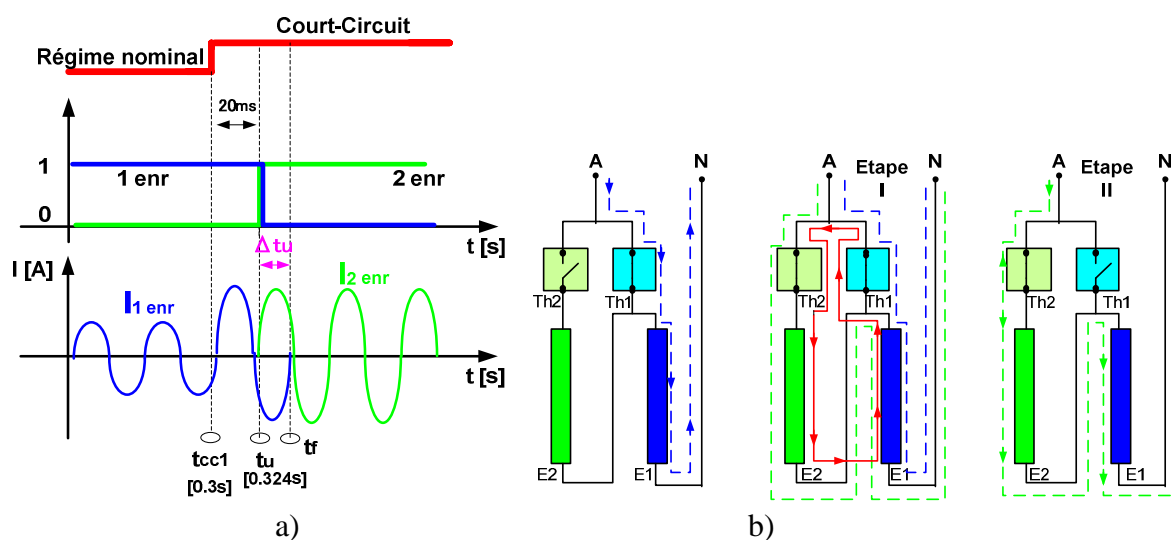 Court-Circuit
Régime nominal
20ms
1
1 enr
2 enr
0
t [s]
Δ tu
I [A]
I1 enr
I2 enr
t [s]
tcc1
[0.3s]
tu
[0.324s]
tf
a)
A
N
Th2
Th1
E2
E1
A
Etape
I
N
Th2
Th1
E2
E1
A
Etape
II
N
Th2
Th1
E2
E1
b)